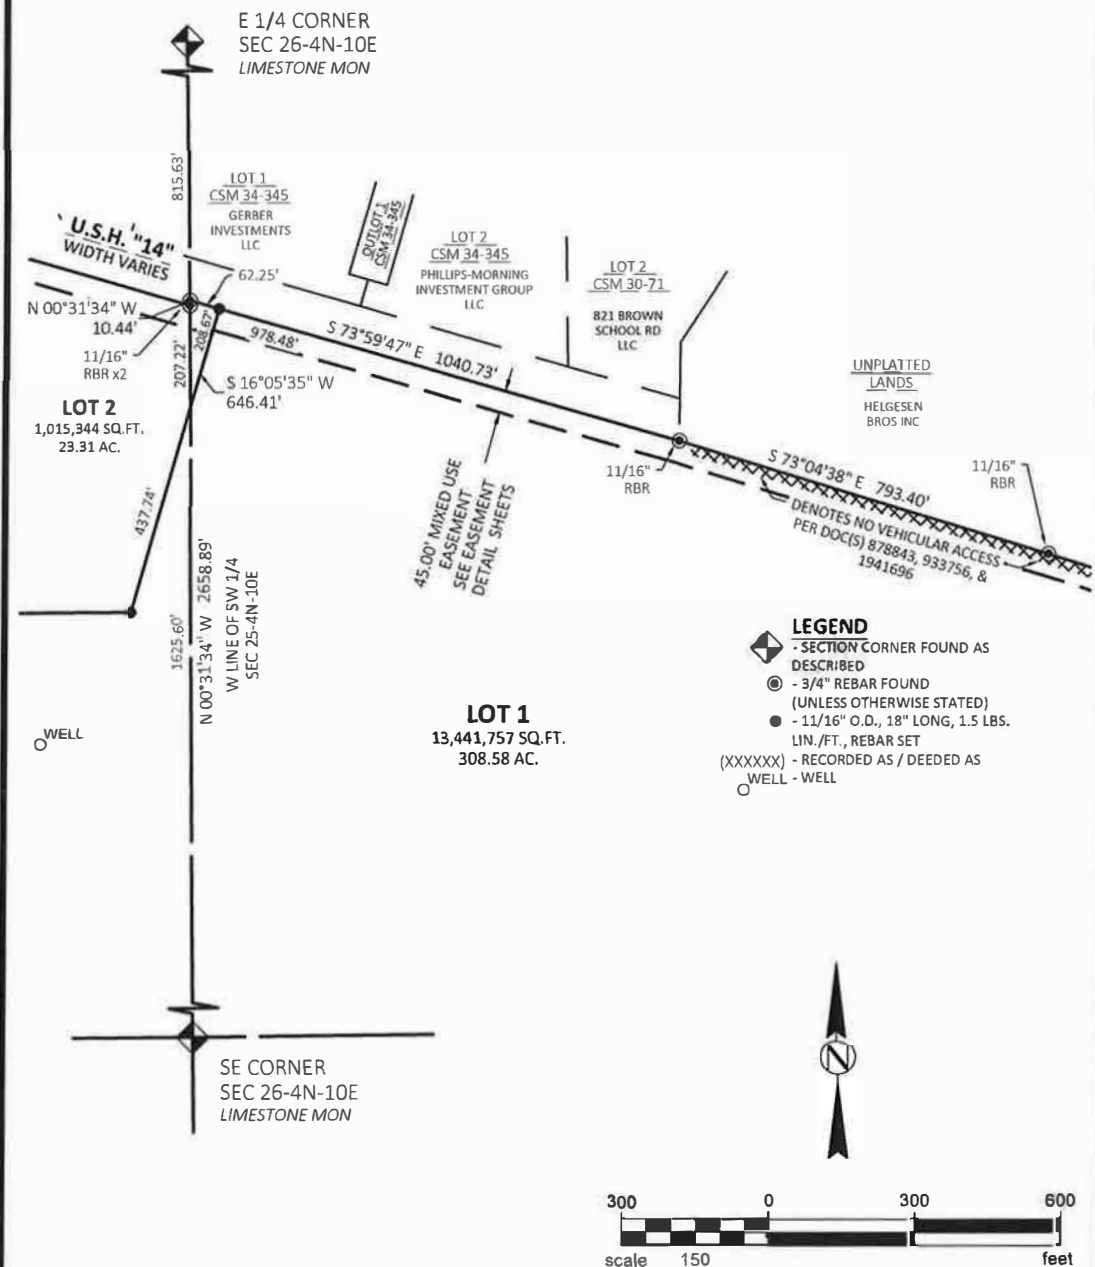 E 1/4 CORNER
SEC 26-4N-10E
LIMESTONE MON
815.63'
LOT 1
CSM 34-345
GERBER
INVESTMENTS
LLC
U.S.H. "14"
WIDTH VARIES
62.25'
OUTLOT 1
CSM 34-345
LOT 2
CSM 34-345
PHILLIPS-MORNING
INVESTMENT GROUP
LLC
LOT 2
CSM 30-71
821 BROWN
SCHOOL RD
LLC
N 00°31'34" W
10.44'
11/16"
RBR x2
207.22'
208.67'
978.48'
S 73°59'47" E 1040.73'
S 16°05'35" W
646.41'
UNPLATTED
LANDS
HELGESEN
BROS INC
LOT 2
1,015,344 SQ.FT.
23.31 AC.
11/16"
RBR
S 73°04'38" E 793.40'
11/16"
RBR
DENOTES NO VEHICULAR ACCESS
PER DOC(S) 878843, 933756, &
1941696
437.74'
45.00' MIXED USE
EASEMENT
SEE EASEMENT
DETAIL SHEETS
1625.60'
N 00°31'34" W 2658.89'
W LINE OF SW 1/4
SEC 25-4N-10E
WELL
LOT 1
13,441,757 SQ.FT.
308.58 AC.
LEGEND
- SECTION CORNER FOUND AS
DESCRIBED
- 3/4" REBAR FOUND
(UNLESS OTHERWISE STATED)
- 11/16" O.D., 18" LONG, 1.5 LBS.
LIN./FT., REBAR SET
(XXXXXX) - RECORDED AS / DEEDED AS
WELL - WELL
SE CORNER
SEC 26-4N-10E
LIMESTONE MON
N
300 0 300 600
scale 150 feet